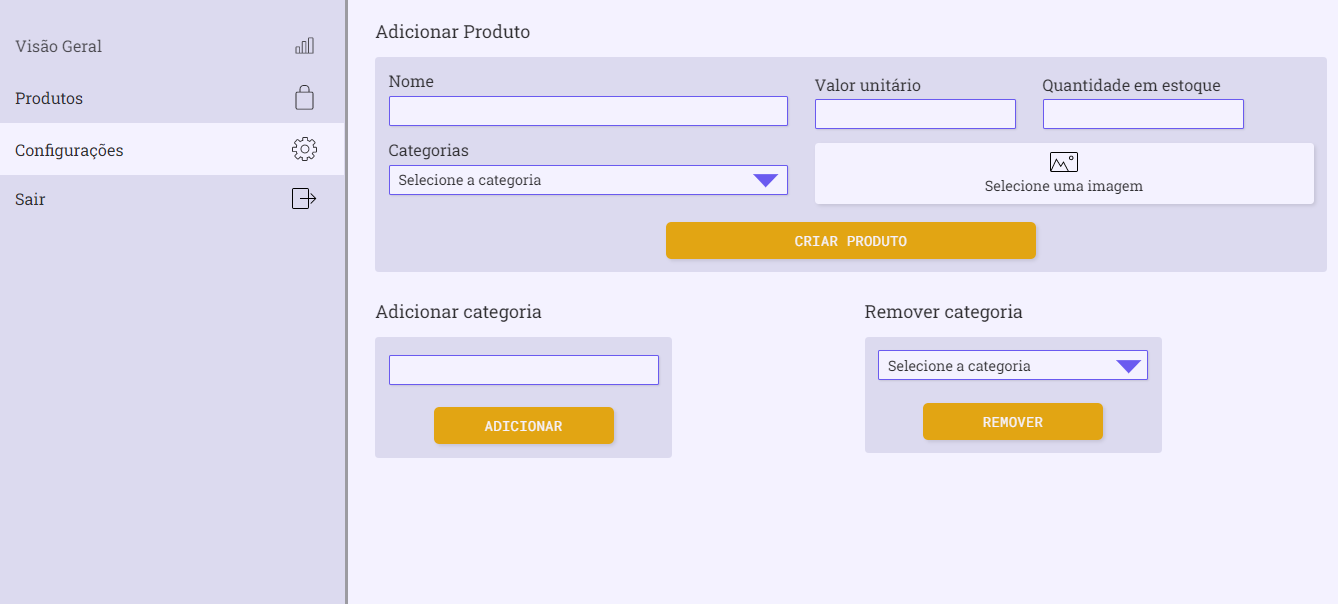 Visão Geral
Produtos
Configurações
Sair
Adicionar Produto
Nome
Valor unitário
Quantidade em estoque
Categorias
Selecione a categoria
Selecione uma imagem
CRIAR PRODUTO
Adicionar categoria
ADICIONAR
Remover categoria
Selecione a categoria
REMOVER